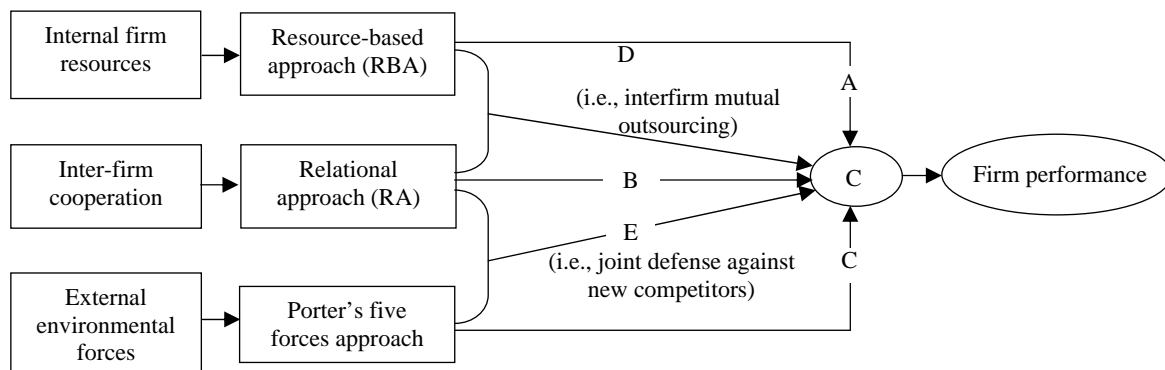 Internal firm
resources
Resource-based
approach (RBA)
D
A
(i.e., interfirm mutual
outsourcing)
Inter-firm
cooperation
Relational
approach (RA)
B
C
Firm performance
E
(i.e., joint defense against
new competitors)
C
External
environmental
forces
Porter’s five
forces approach